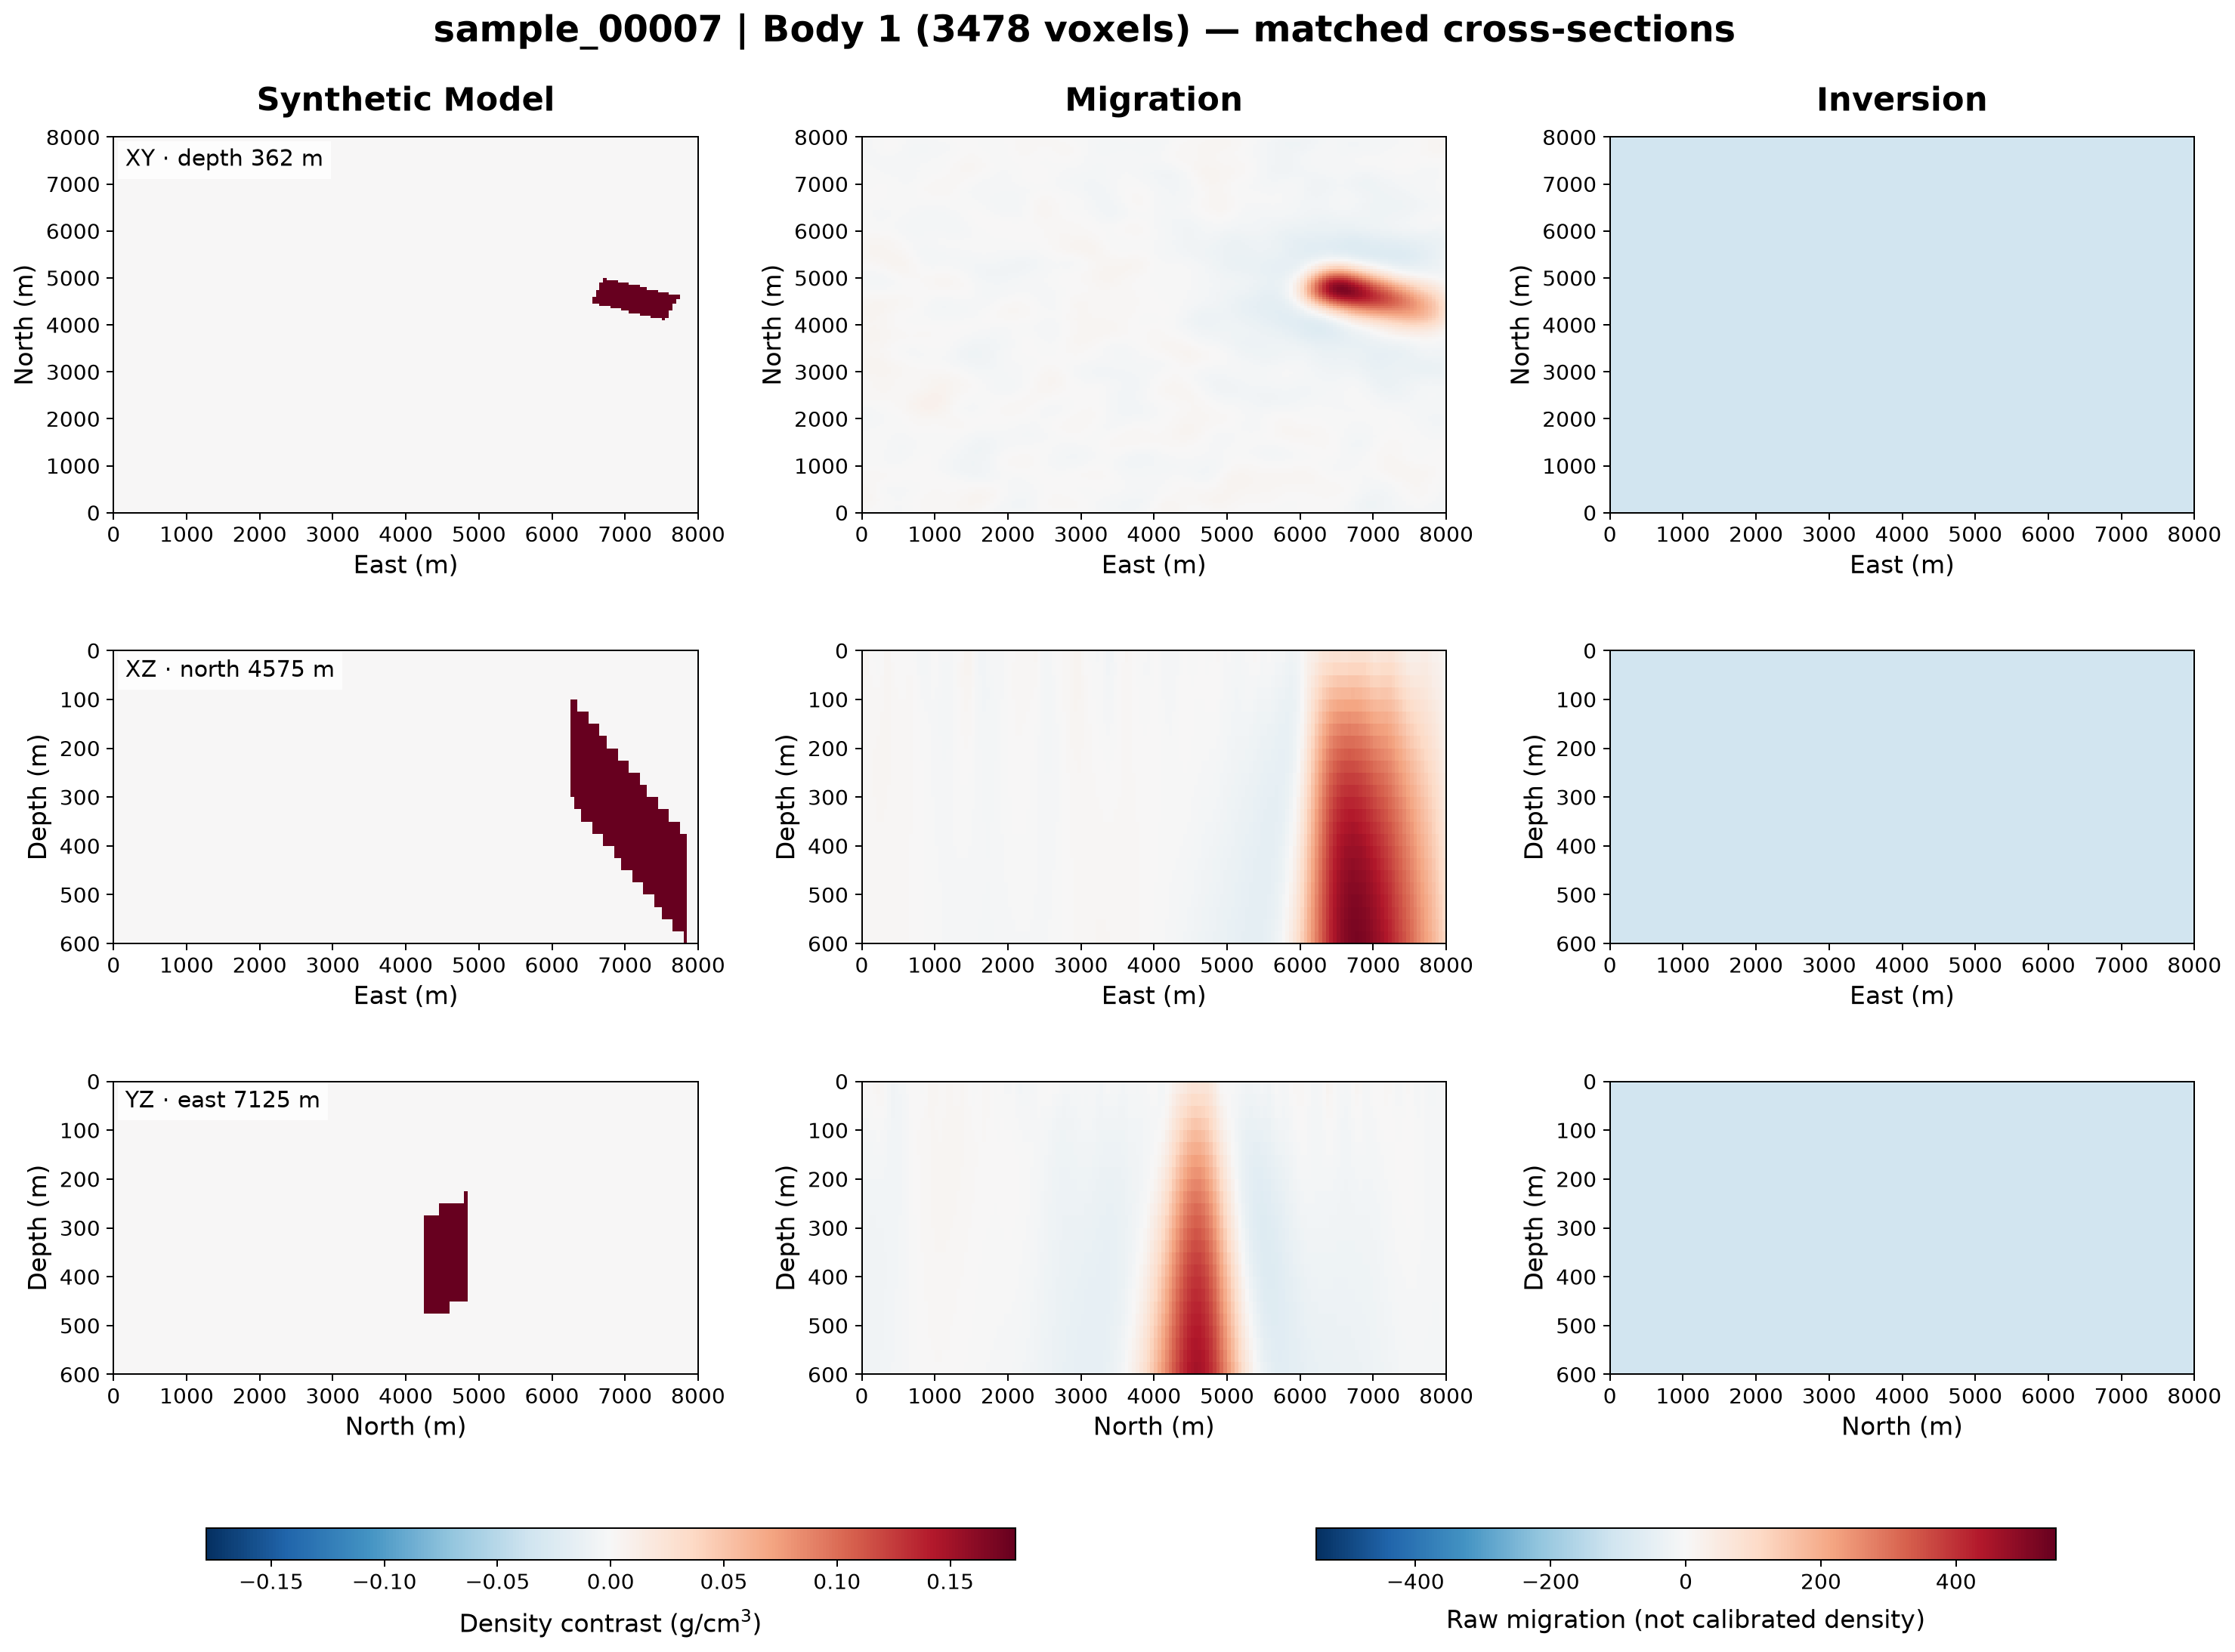 sample_00007 | Body 1 (3478 voxels) — matched cross-sections
Synthetic Model
Migration
Inversion
XY · depth 362 m
8000
7000
6000
5000
4000
3000
2000
1000
0
North (m)
0 1000 2000 3000 4000 5000 6000 7000 8000
East (m)
8000
7000
6000
5000
4000
3000
2000
1000
0
North (m)
0 1000 2000 3000 4000 5000 6000 7000 8000
East (m)
8000
7000
6000
5000
4000
3000
2000
1000
0
North (m)
0 1000 2000 3000 4000 5000 6000 7000 8000
East (m)
XZ · north 4575 m
0
100
200
300
400
500
600
Depth (m)
0 1000 2000 3000 4000 5000 6000 7000 8000
East (m)
0
100
200
300
400
500
600
Depth (m)
0 1000 2000 3000 4000 5000 6000 7000 8000
East (m)
0
100
200
300
400
500
600
Depth (m)
0 1000 2000 3000 4000 5000 6000 7000 8000
East (m)
YZ · east 7125 m
0
100
200
300
400
500
600
Depth (m)
0 1000 2000 3000 4000 5000 6000 7000 8000
North (m)
0
100
200
300
400
500
600
Depth (m)
0 1000 2000 3000 4000 5000 6000 7000 8000
North (m)
0
100
200
300
400
500
600
Depth (m)
0 1000 2000 3000 4000 5000 6000 7000 8000
North (m)
−0.15 −0.10 −0.05 0.00 0.05 0.10 0.15
Density contrast (g/cm³)
−400 −200 0 200 400
Raw migration (not calibrated density)